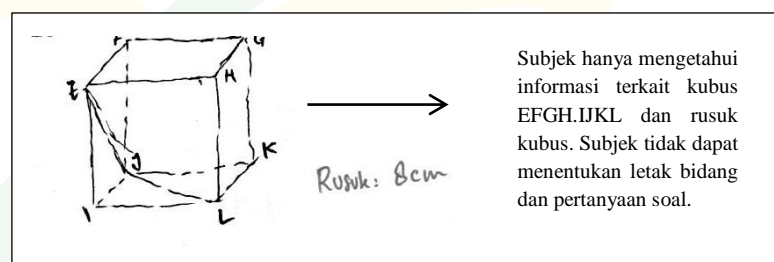 F G
E H
J K
I L
Rusuk: 8cm
Subjek hanya mengetahui
informasi terkait kubus
EFGH.IJKL dan rusuk
kubus. Subjek tidak dapat
menentukan letak bidang
dan pertanyaan soal.